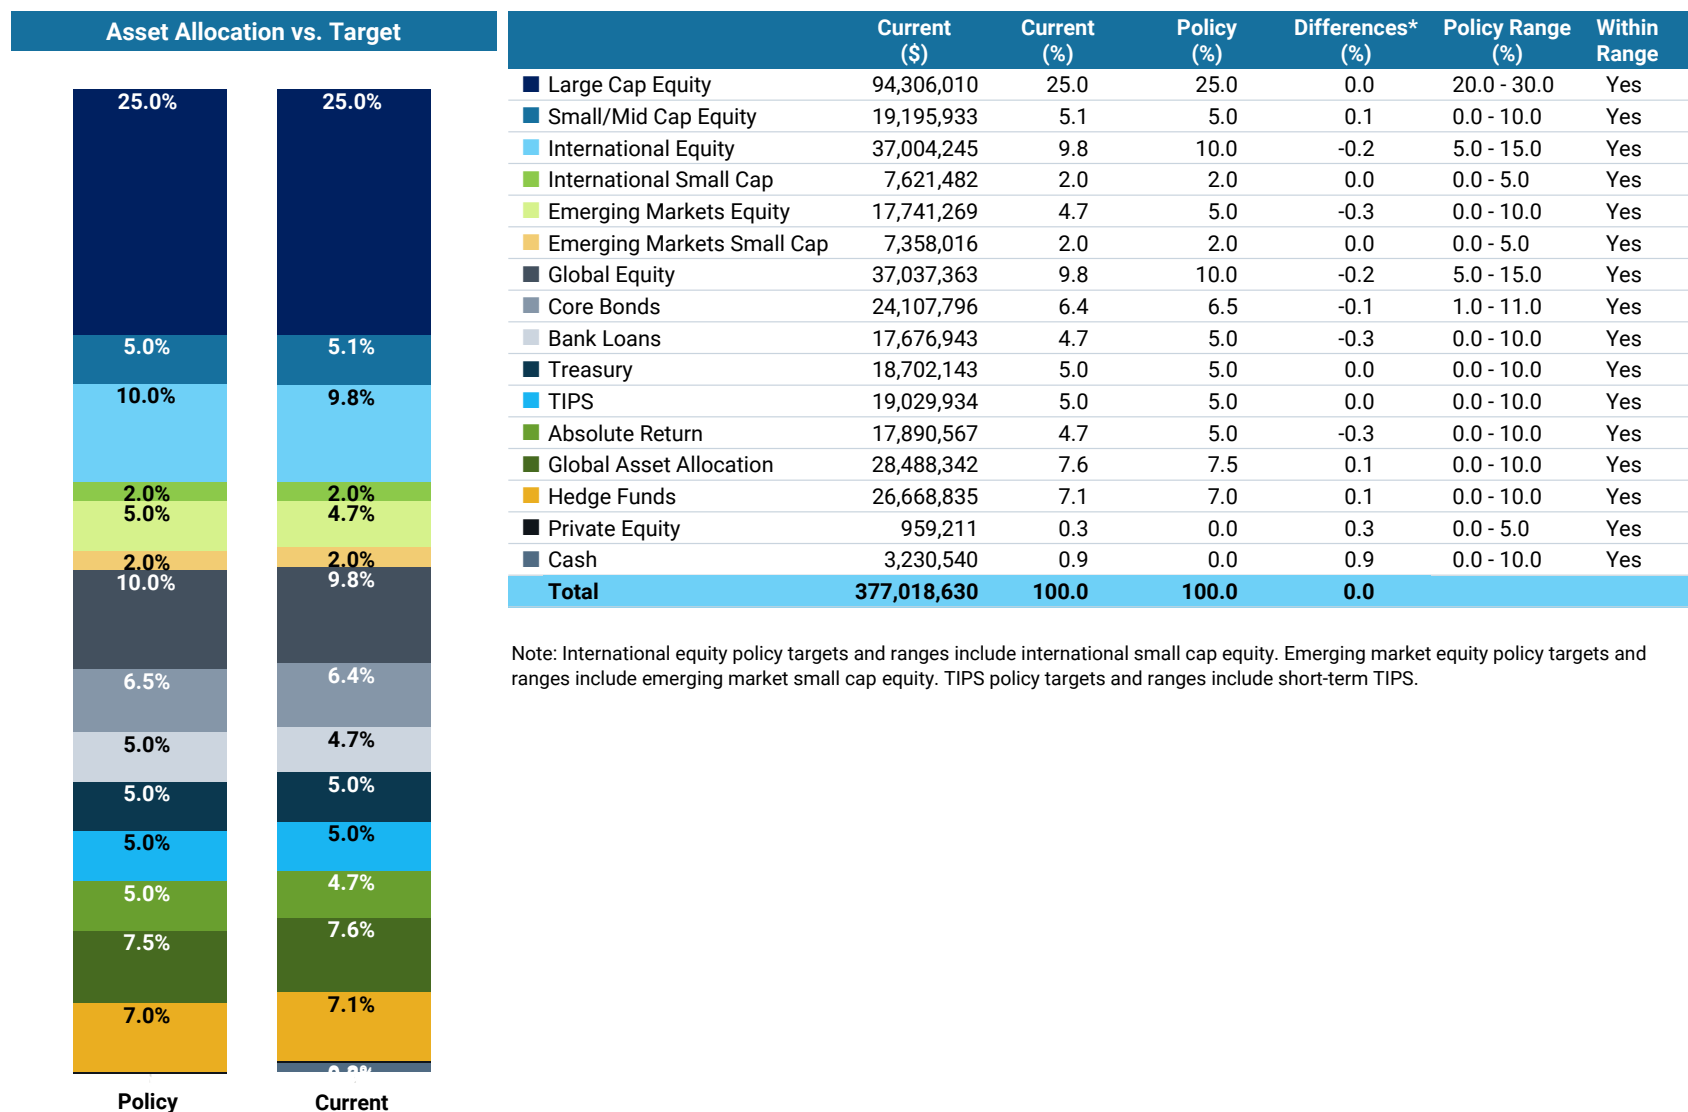 Asset Allocation vs. Target
25.0% 25.0%
5.0% 5.1%
10.0% 9.8%
2.0% 2.0%
5.0% 4.7%
2.0% 2.0%
10.0% 9.8%
6.5% 6.4%
5.0% 4.7%
5.0% 5.0%
5.0% 5.0%
5.0% 4.7%
7.5% 7.6%
7.0% 7.1%
Policy Current
Current Current Policy Differences* Policy Range Within
($) (%) (%) (%) (%) Range
Large Cap Equity 94,306,010 25.0 25.0 0.0 20.0 - 30.0 Yes
Small/Mid Cap Equity 19,195,933 5.1 5.0 0.1 0.0 - 10.0 Yes
International Equity 37,004,245 9.8 10.0 -0.2 5.0 - 15.0 Yes
International Small Cap 7,621,482 2.0 2.0 0.0 0.0 - 5.0 Yes
Emerging Markets Equity 17,741,269 4.7 5.0 -0.3 0.0 - 10.0 Yes
Emerging Markets Small Cap 7,358,016 2.0 2.0 0.0 0.0 - 5.0 Yes
Global Equity 37,037,363 9.8 10.0 -0.2 5.0 - 15.0 Yes
Core Bonds 24,107,796 6.4 6.5 -0.1 1.0 - 11.0 Yes
Bank Loans 17,676,943 4.7 5.0 -0.3 0.0 - 10.0 Yes
Treasury 18,702,143 5.0 5.0 0.0 0.0 - 10.0 Yes
TIPS 19,029,934 5.0 5.0 0.0 0.0 - 10.0 Yes
Absolute Return 17,890,567 4.7 5.0 -0.3 0.0 - 10.0 Yes
Global Asset Allocation 28,488,342 7.6 7.5 0.1 0.0 - 10.0 Yes
Hedge Funds 26,668,835 7.1 7.0 0.1 0.0 - 10.0 Yes
Private Equity 959,211 0.3 0.0 0.3 0.0 - 5.0 Yes
Cash 3,230,540 0.9 0.0 0.9 0.0 - 10.0 Yes
Total 377,018,630 100.0 100.0 0.0
Note: International equity policy targets and ranges include international small cap equity. Emerging market equity policy targets and
ranges include emerging market small cap equity. TIPS policy targets and ranges include short-term TIPS.